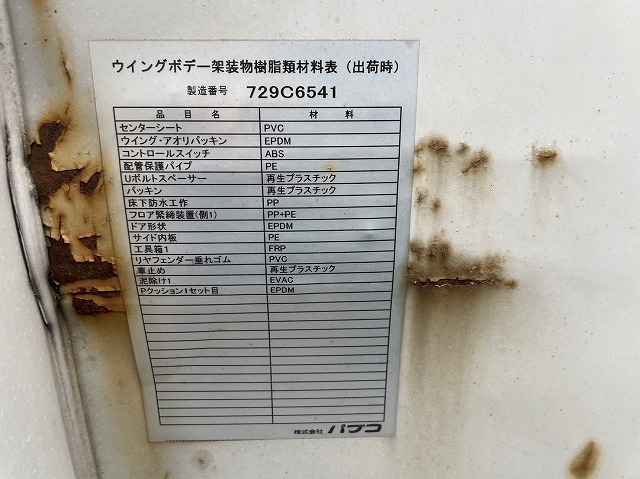 ウイングボデー架装物樹脂類材料表（出荷時）
製造番号 729C6541
品目名 材料
センターシート PVC
ウイング・アオリパッキン EPDM
コントロールスイッチ ABS
配管保護パイプ PE
Uボルトスペーサー 再生プラスチック
パッキン 再生プラスチック
床下防水工作 PP
フロア緊締装置(側1) PP+PE
ドア形状 EPDM
サイド内板 PE
工具箱1 FRP
リヤフェンダー垂れゴム PVC
車止め 再生プラスチック
泥除け1 EVAC
Pクッション1セット目 EPDM
株式会社 パブコ